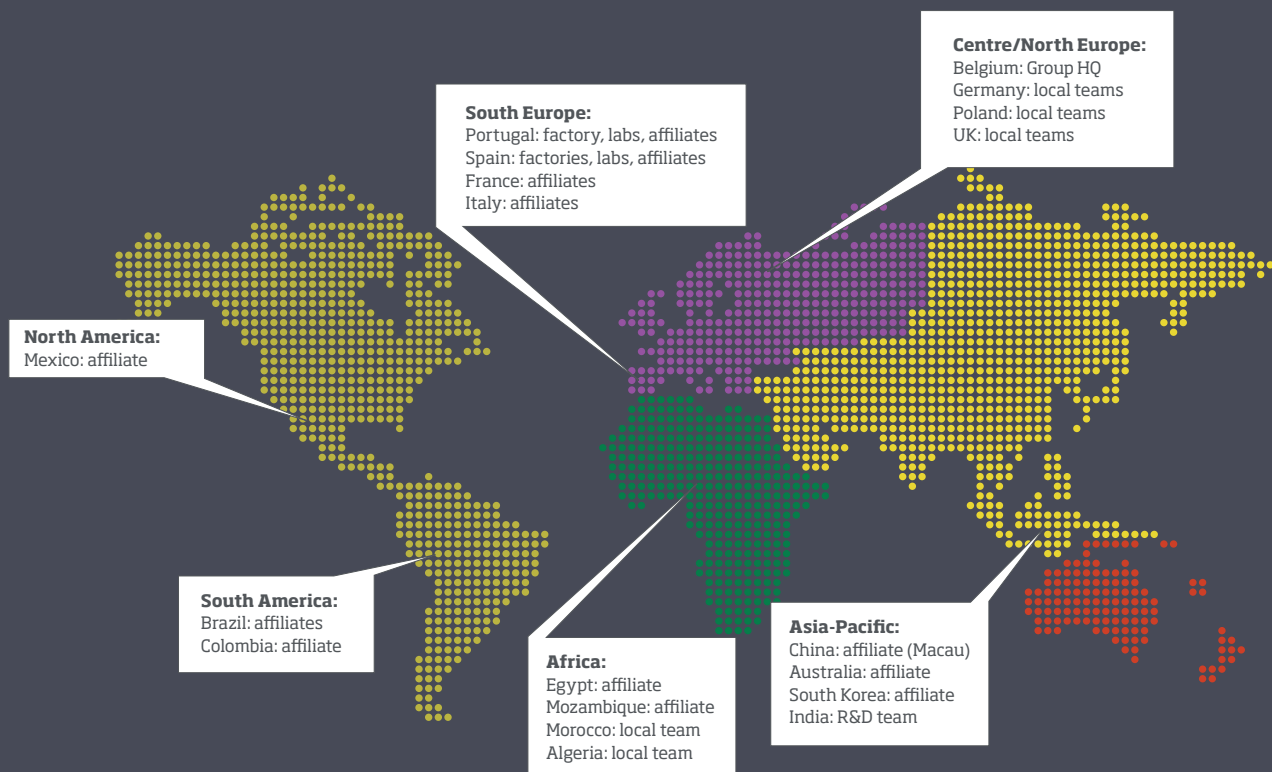 Centre/North Europe:
Belgium: Group HQ
Germany: local teams
Poland: local teams
UK: local teams
South Europe:
Portugal: factory, labs, affiliates
Spain: factories, labs, affiliates
France: affiliates
Italy: affiliates
North America:
Mexico: affiliate
South America:
Brazil: affiliates
Colombia: affiliate
Africa:
Egypt: affiliate
Mozambique: affiliate
Morocco: local team
Algeria: local team
Asia-Pacific:
China: affiliate (Macau)
Australia: affiliate
South Korea: affiliate
India: R&D team